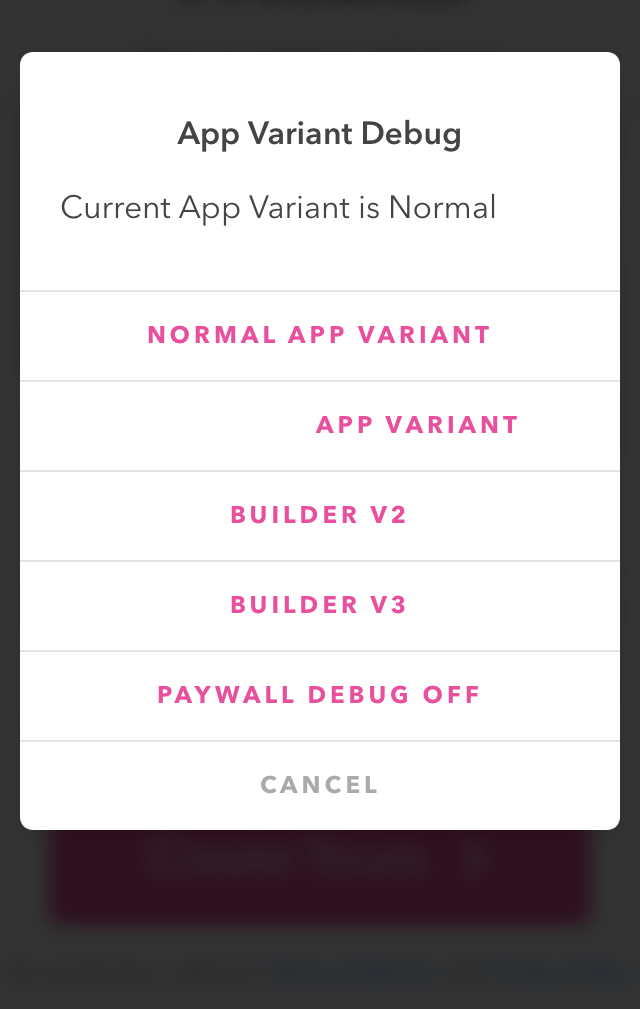 App Variant Debug
Current App Variant is Normal
NORMAL APP VARIANT
APP VARIANT
BUILDER V2
BUILDER V3
PAYWALL DEBUG OFF
CANCEL